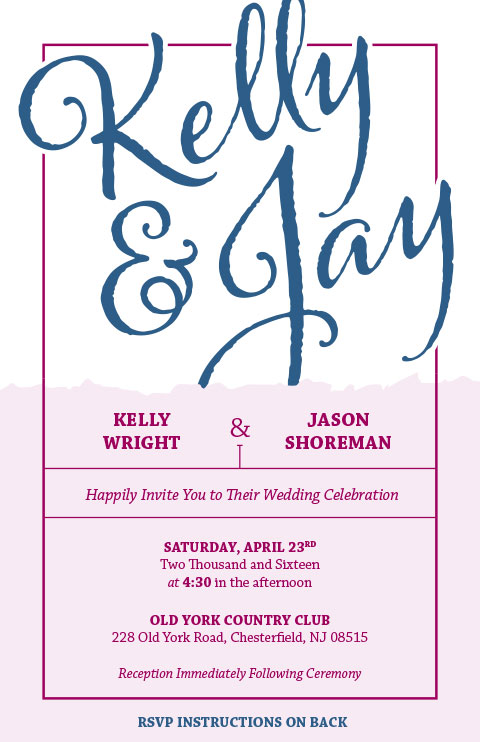 Kelly
& Jay
KELLY WRIGHT
&
JASON SHOREMAN
Happily Invite You to Their Wedding Celebration
SATURDAY, APRIL 23RD
Two Thousand and Sixteen
at 4:30 in the afternoon
OLD YORK COUNTRY CLUB
228 Old York Road, Chesterfield, NJ 08515
Reception Immediately Following Ceremony
RSVP INSTRUCTIONS ON BACK